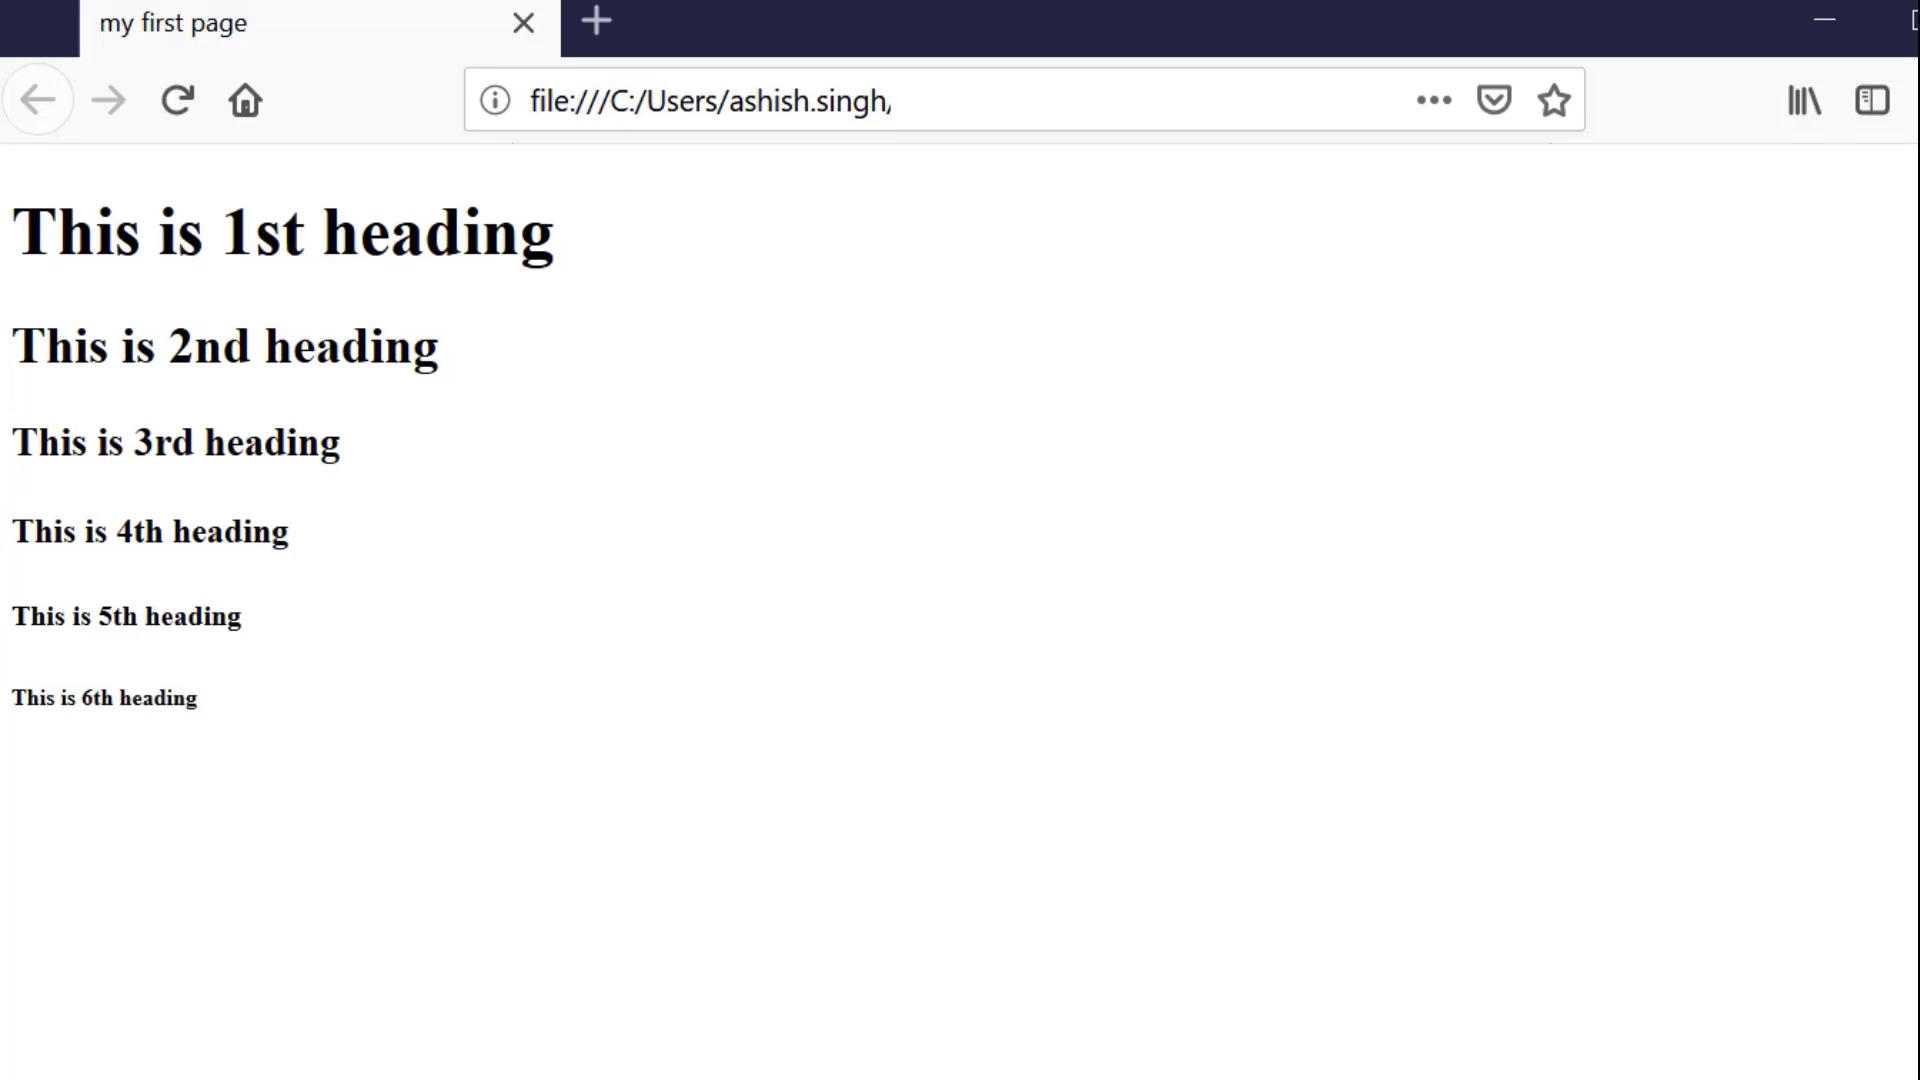 my first page
file:///C:/Users/ashish.singh/
This is 1st heading
This is 2nd heading
This is 3rd heading
This is 4th heading
This is 5th heading
This is 6th heading